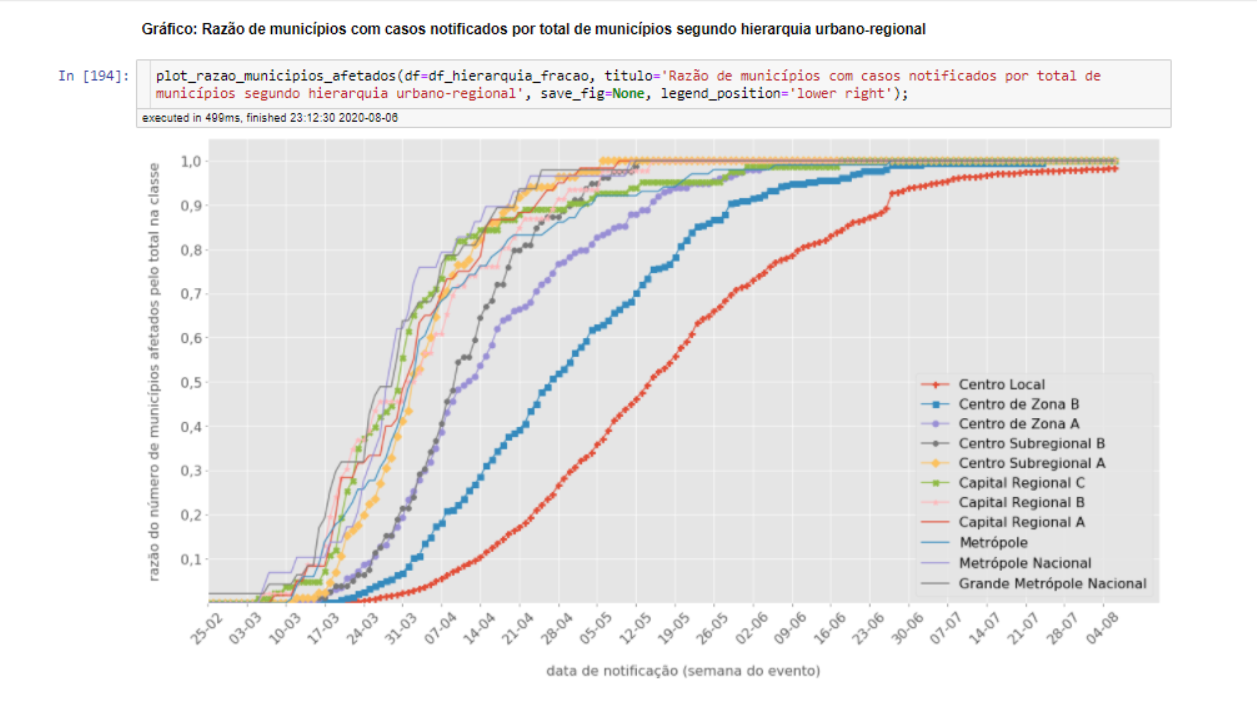 Gráfico: Razão de municípios com casos notificados por total de municípios segundo hierarquia urbano-regional
In [194]: plot_razao_municipios_afetados(df=df_hierarquia_fracao, titulo='Razão de municípios com casos notificados por total de
municípios segundo hierarquia urbano-regional', save_fig=None, legend_position='lower right');
executed in 499ms, finished 23:12:30 2020-08-06
razão do número de municípios afetados pelo total na classe
1,0
0,9
0,8
0,7
0,6
0,5
0,4
0,3
0,2
0,1
Centro Local
Centro de Zona B
Centro de Zona A
Centro Subregional B
Centro Subregional A
Capital Regional C
Capital Regional B
Capital Regional A
Metrópole
Metrópole Nacional
Grande Metrópole Nacional
25-02 03-03 10-03 17-03 24-03 31-03 07-04 14-04 21-04 28-04 05-05 12-05 19-05 26-05 02-06 09-06 16-06 23-06 30-06 07-07 14-07 21-07 28-07 04-08
data de notificação (semana do evento)